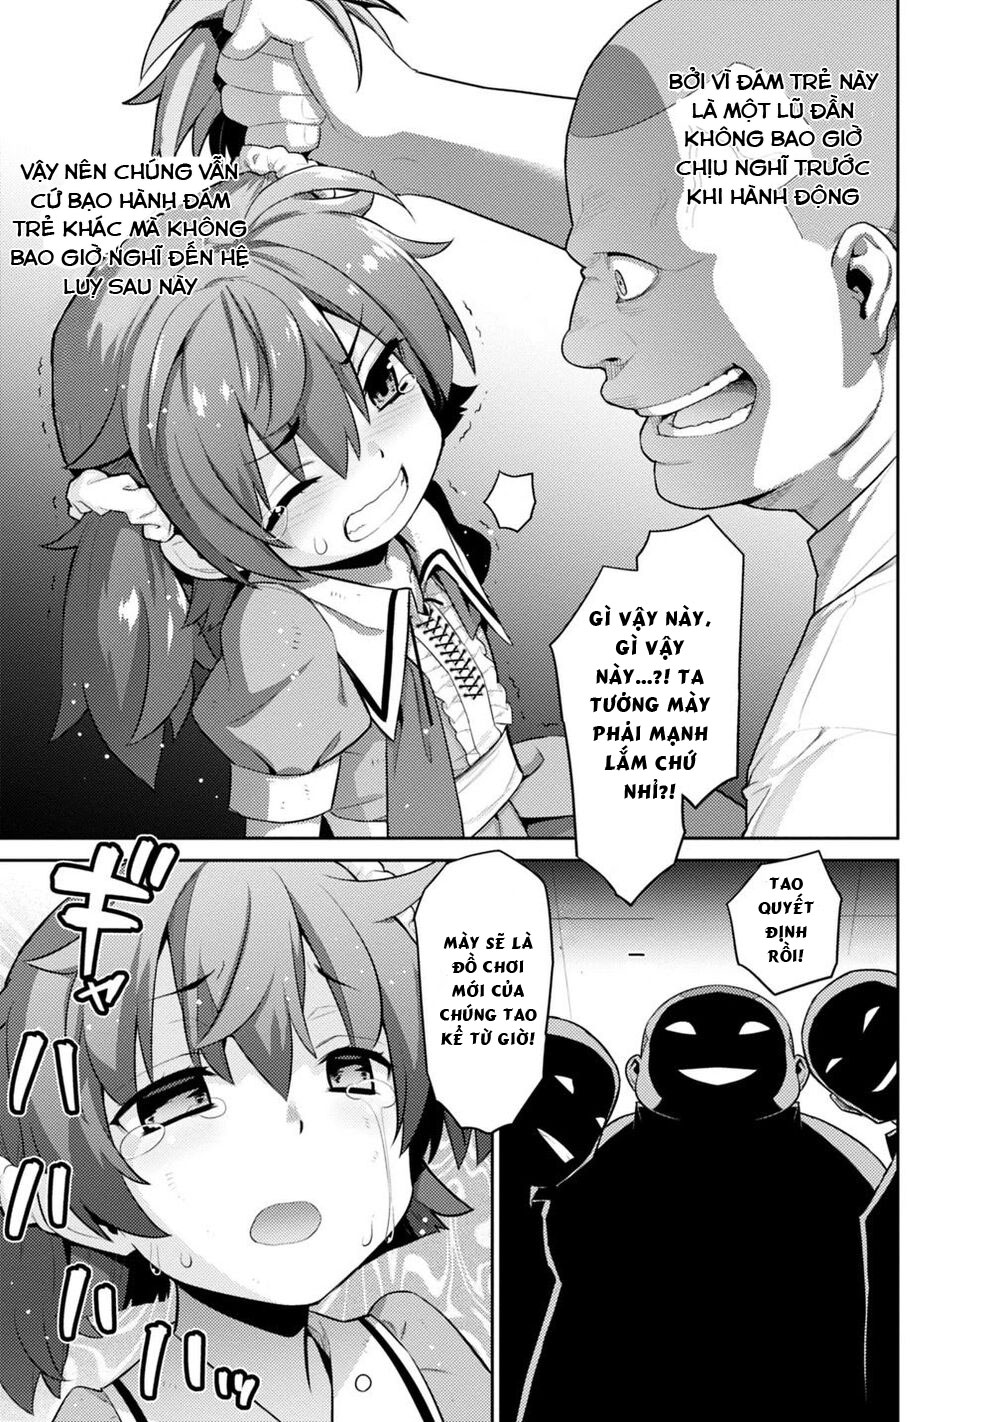 BỞI VÌ ĐÁM TRẺ NÀY
LÀ MỘT LŨ ĐẦN
KHÔNG BAO GIỜ
CHỊU NGHĨ TRƯỚC
KHI HÀNH ĐỘNG
VẬY NÊN CHÚNG VẪN
CỨ BẠO HÀNH ĐÁM
TRẺ KHÁC MÀ KHÔNG
BAO GIỜ NGHĨ ĐẾN HỆ
LUỴ SAU NÀY
GÌ VẬY NÀY,
GÌ VẬY
NÀY...?! TA
TƯỞNG MÀY
PHẢI MẠNH
LẮM CHỨ
NHỈ?!
TAO
QUYẾT
ĐỊNH
RỒI!
MÀY SẼ LÀ
ĐỒ CHƠI
MỚI CỦA
CHÚNG TAO
KỂ TỪ GIỜ!
ギャハハハッ